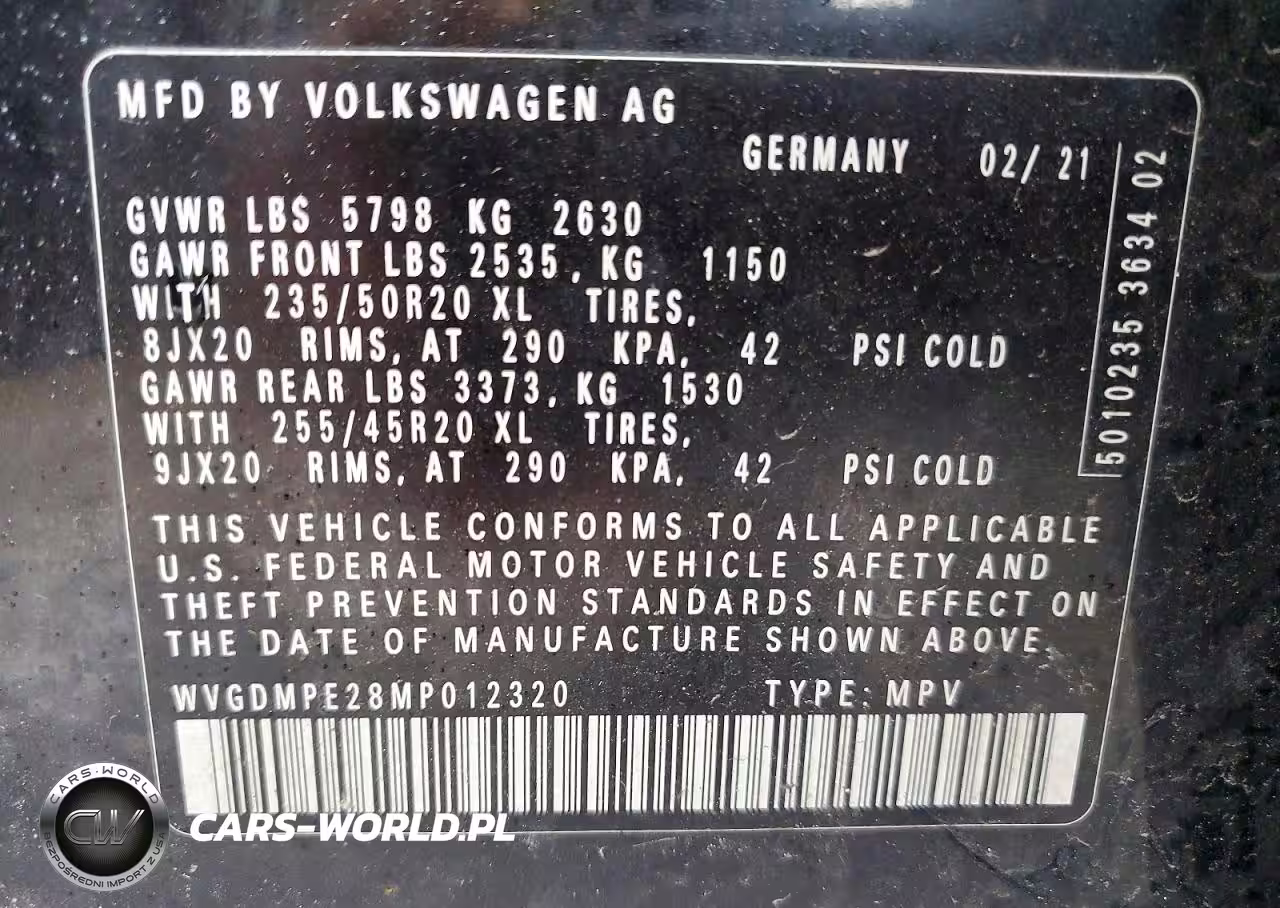 MFD BY VOLKSWAGEN AG
GERMANY 02/ 21
GVWR LBS 5798 KG 2630
GAWR FRONT LBS 2535, KG 1150
WITH 235/50R20 XL TIRES,
8JX20 RIMS, AT 290 KPA, 42 PSI COLD
GAWR REAR LBS 3373, KG 1530
WITH 255/45R20 XL TIRES,
9JX20 RIMS, AT 290 KPA, 42 PSI COLD
5010235 3634 02
THIS VEHICLE CONFORMS TO ALL APPLICABLE
U.S. FEDERAL MOTOR VEHICLE SAFETY AND
THEFT PREVENTION STANDARDS IN EFFECT ON
THE DATE OF MANUFACTURE SHOWN ABOVE.
WVGDMPE28MP012320 TYPE: MPV
CARS-WORLD
CW
BEZPOŚREDNI IMPORT Z USA
CARS-WORLD.PL